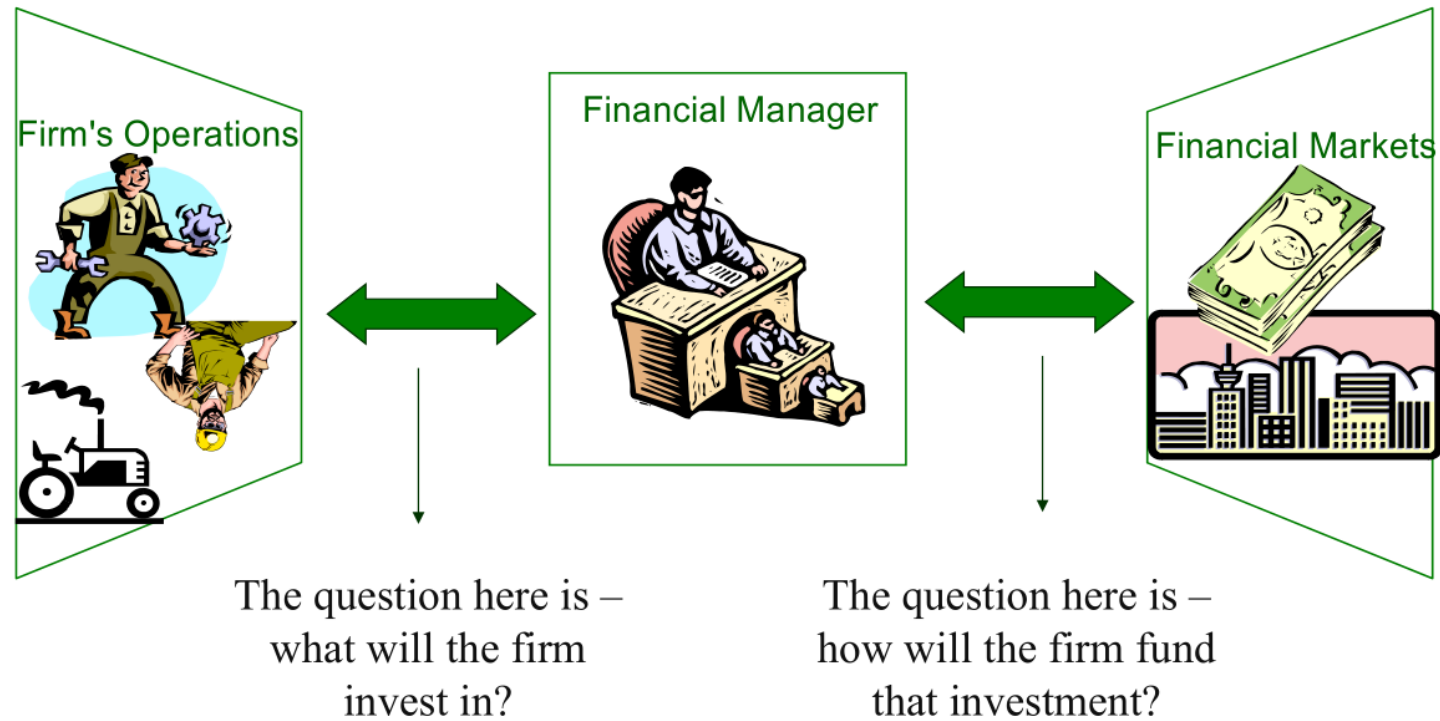 Firm's Operations
Financial Manager
Financial Markets
The question here is –
what will the firm
invest in?
The question here is –
how will the firm fund
that investment?